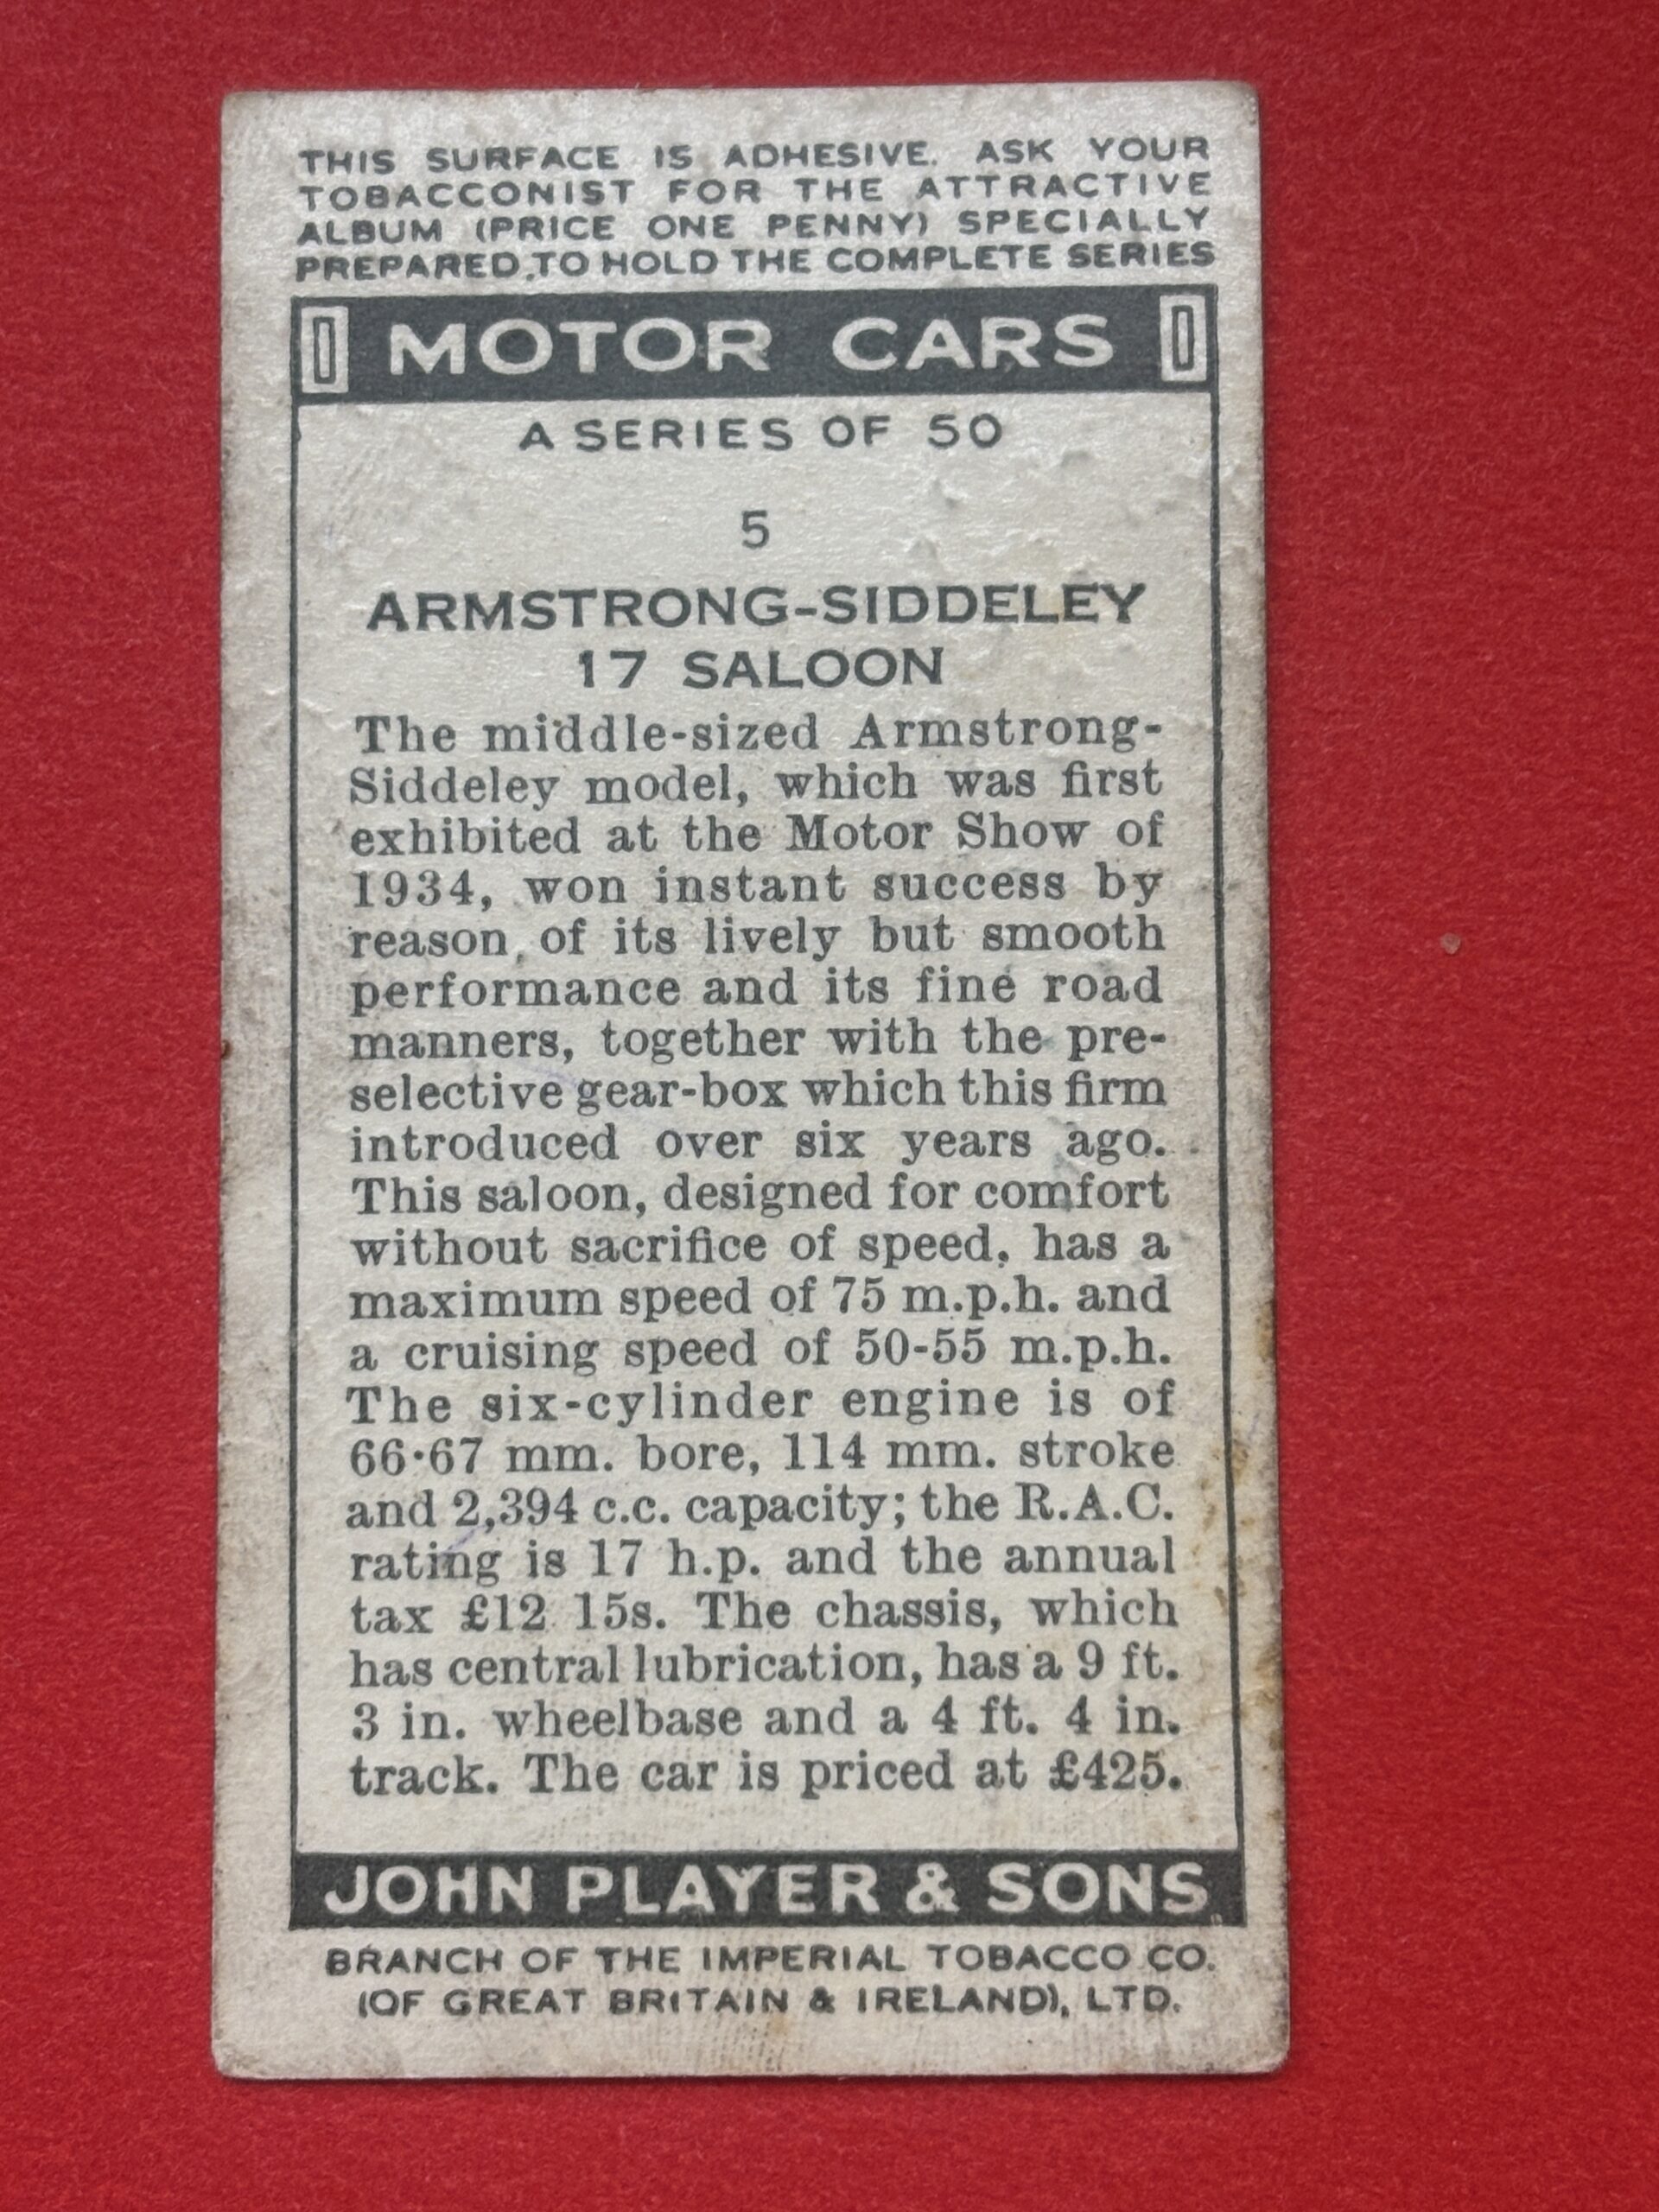 THIS SURFACE IS ADHESIVE. ASK YOUR
TOBACCONIST FOR THE ATTRACTIVE
ALBUM (PRICE ONE PENNY) SPECIALLY
PREPARED TO HOLD THE COMPLETE SERIES
MOTOR CARS
A SERIES OF 50
5
ARMSTRONG-SIDDELEY
17 SALOON
The middle-sized Armstrong-
Siddeley model, which was first
exhibited at the Motor Show of
1934, won instant success by
reason of its lively but smooth
performance and its fine road
manners, together with the pre-
selective gear-box which this firm
introduced over six years ago.
This saloon, designed for comfort
without sacrifice of speed, has a
maximum speed of 75 m.p.h. and
a cruising speed of 50-55 m.p.h.
The six-cylinder engine is of
66·67 mm. bore, 114 mm. stroke
and 2,394 c.c. capacity; the R.A.C.
rating is 17 h.p. and the annual
tax £12 15s. The chassis, which
has central lubrication, has a 9 ft.
3 in. wheelbase and a 4 ft. 4 in.
track. The car is priced at £425.
JOHN PLAYER & SONS
BRANCH OF THE IMPERIAL TOBACCO CO.
(OF GREAT BRITAIN & IRELAND), LTD.